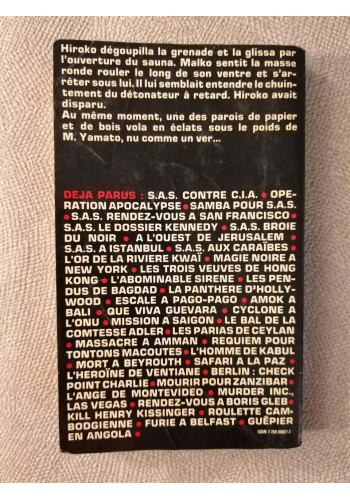 Hiroko dégoupilla la grenade et la glissa par
l'ouverture du sauna. Malko sentit la masse
ronde rouler le long de son ventre et s'ar-
rêter sous lui. Il lui semblait entendre le chuin-
tement du détonateur à retard. Hiroko avait
disparu.
Au même moment, une des parois de papier
et de bois vola en éclats sous le poids de
M. Yamato, nu comme un ver...
DEJA PARUS : S.A.S. CONTRE C.I.A. • OPE-
RATION APOCALYPSE • SAMBA POUR S.A.S.
• S.A.S. RENDEZ-VOUS A SAN FRANCISCO •
S.A.S. LE DOSSIER KENNEDY • S.A.S. BROIE
DU NOIR • A L'OUEST DE JERUSALEM • S.A.S. A ISTANBUL • S.A.S. AUX CARAÏBES •
L'OR DE LA RIVIERE KWAÏ • MAGIE NOIRE A
NEW YORK • LES TROIS VEUVES DE HONG
KONG • L'ABOMINABLE SIRENE • LES PEN-
DUS DE BAGDAD • LA PANTHERE D'HOLLY-
WOOD • ESCALE A PAGO-PAGO • AMOK A
BALI • QUE VIVA GUEVARA • CYCLONE A
L'ONU • MISSION A SAIGON • LE BAL DE LA
COMTESSE ADLER • LES PARIAS DE CEYLAN
• MASSACRE A AMMAN • REQUIEM POUR
TONTONS MACOUTES • L'HOMME DE KABUL
• MORT A BEYROUTH • SAFARI A LA PAZ •
L'HEROÏNE DE VENTIANE • BERLIN : CHECK
POINT CHARLIE • MOURIR POUR ZANZIBAR •
L'ANGE DE MONTEVIDEO • MURDER INC.,
LAS VEGAS • RENDEZ-VOUS A BORIS GLEB •
KILL HENRY KISSINGER • ROULETTE CAM-
BODGIENNE • FURIE A BELFAST • GUÊPIER
EN ANGOLA •